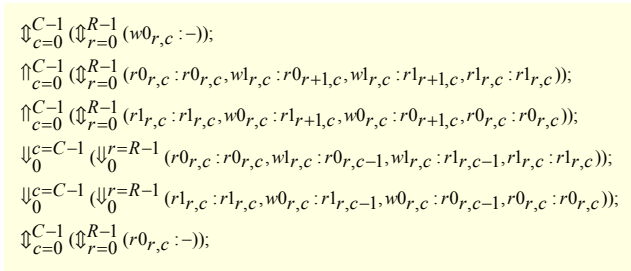 ⇕_{c=0}^{C−1} (⇕_{r=0}^{R−1} (w0_{r,c} :−));
⇑_{c=0}^{C−1} (⇕_{r=0}^{R−1} (r0_{r,c} : r0_{r,c}, w1_{r,c} : r0_{r+1,c}, w1_{r,c} : r1_{r+1,c}, r1_{r,c} : r1_{r,c}));
⇑_{c=0}^{C−1} (⇕_{r=0}^{R−1} (r1_{r,c} : r1_{r,c}, w0_{r,c} : r1_{r+1,c}, w0_{r,c} : r0_{r+1,c}, r0_{r,c} : r0_{r,c}));
⇓_{0}^{c=C−1} (⇓_{0}^{r=R−1} (r0_{r,c} : r0_{r,c}, w1_{r,c} : r0_{r,c−1}, w1_{r,c} : r1_{r,c−1}, r1_{r,c} : r1_{r,c}));
⇓_{0}^{c=C−1} (⇓_{0}^{r=R−1} (r1_{r,c} : r1_{r,c}, w0_{r,c} : r1_{r,c−1}, w0_{r,c} : r0_{r,c−1}, r0_{r,c} : r0_{r,c}));
⇕_{c=0}^{C−1} (⇕_{r=0}^{R−1} (r0_{r,c} :−));